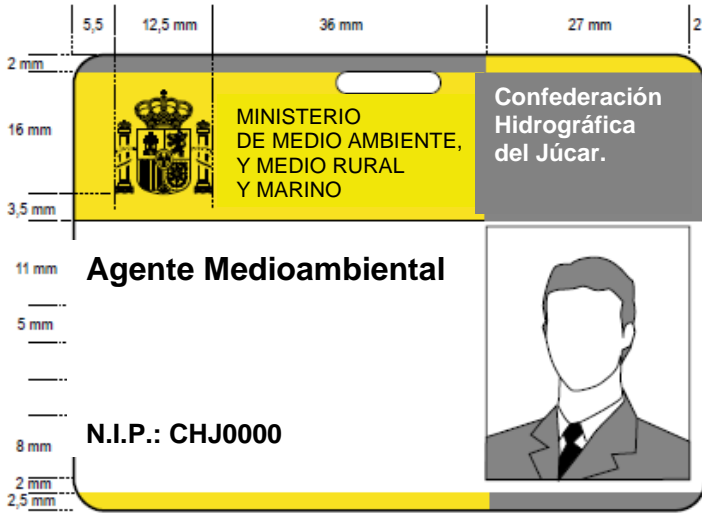 5,5
12,5 mm
36 mm
27 mm
2
2 mm
16 mm
3,5 mm
11 mm
5 mm
8 mm
2 mm
2,5 mm
MINISTERIO
DE MEDIO AMBIENTE,
Y MEDIO RURAL
Y MARINO
Confederación
Hidrográfica
del Júcar.
Agente Medioambiental
N.I.P.: CHJ0000